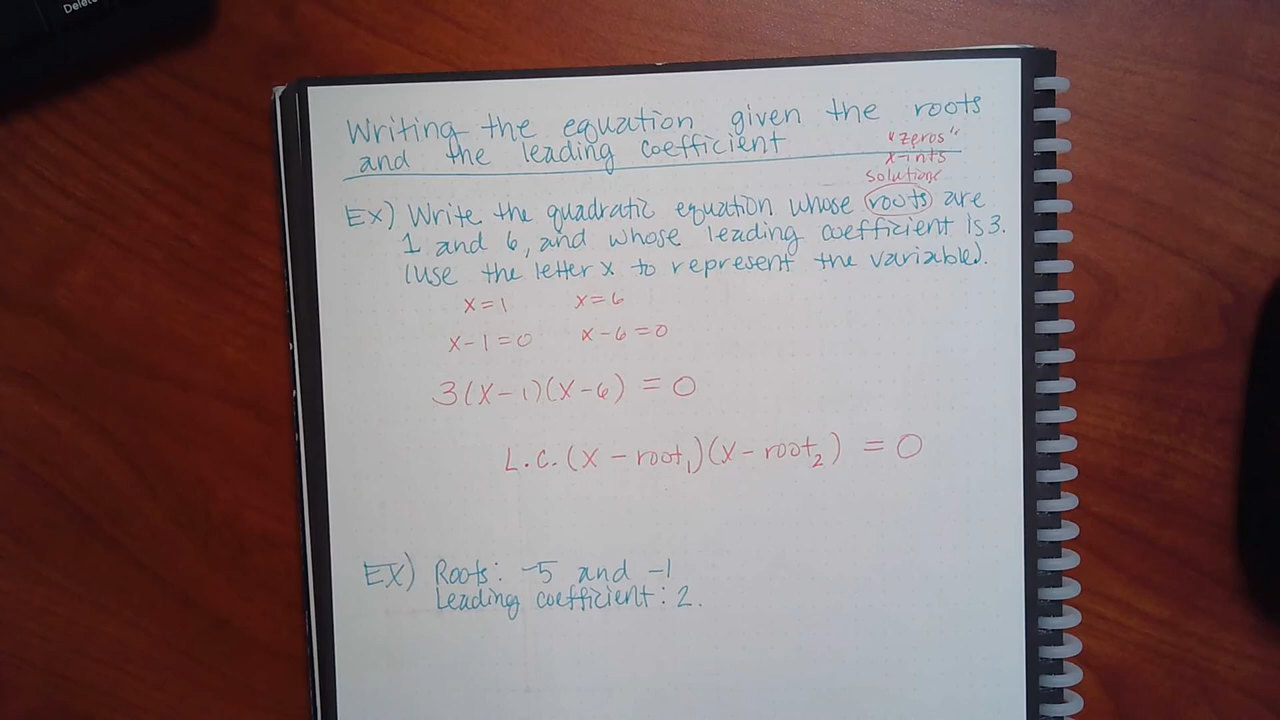 Delete
Writing the equation given the roots
and the leading coefficient
"zeros"
x-ints
solutions
EX) Write the quadratic equation whose roots are
1 and 6, and whose leading coefficient is 3.
(use the letter x to represent the variable).
x=1 x=6
x-1=0 x-6=0
3(x-1)(x-6) = 0
L.C.(x - root₁)(x - root₂) = 0
EX) Roots: -5 and -1
Leading coefficient: 2.